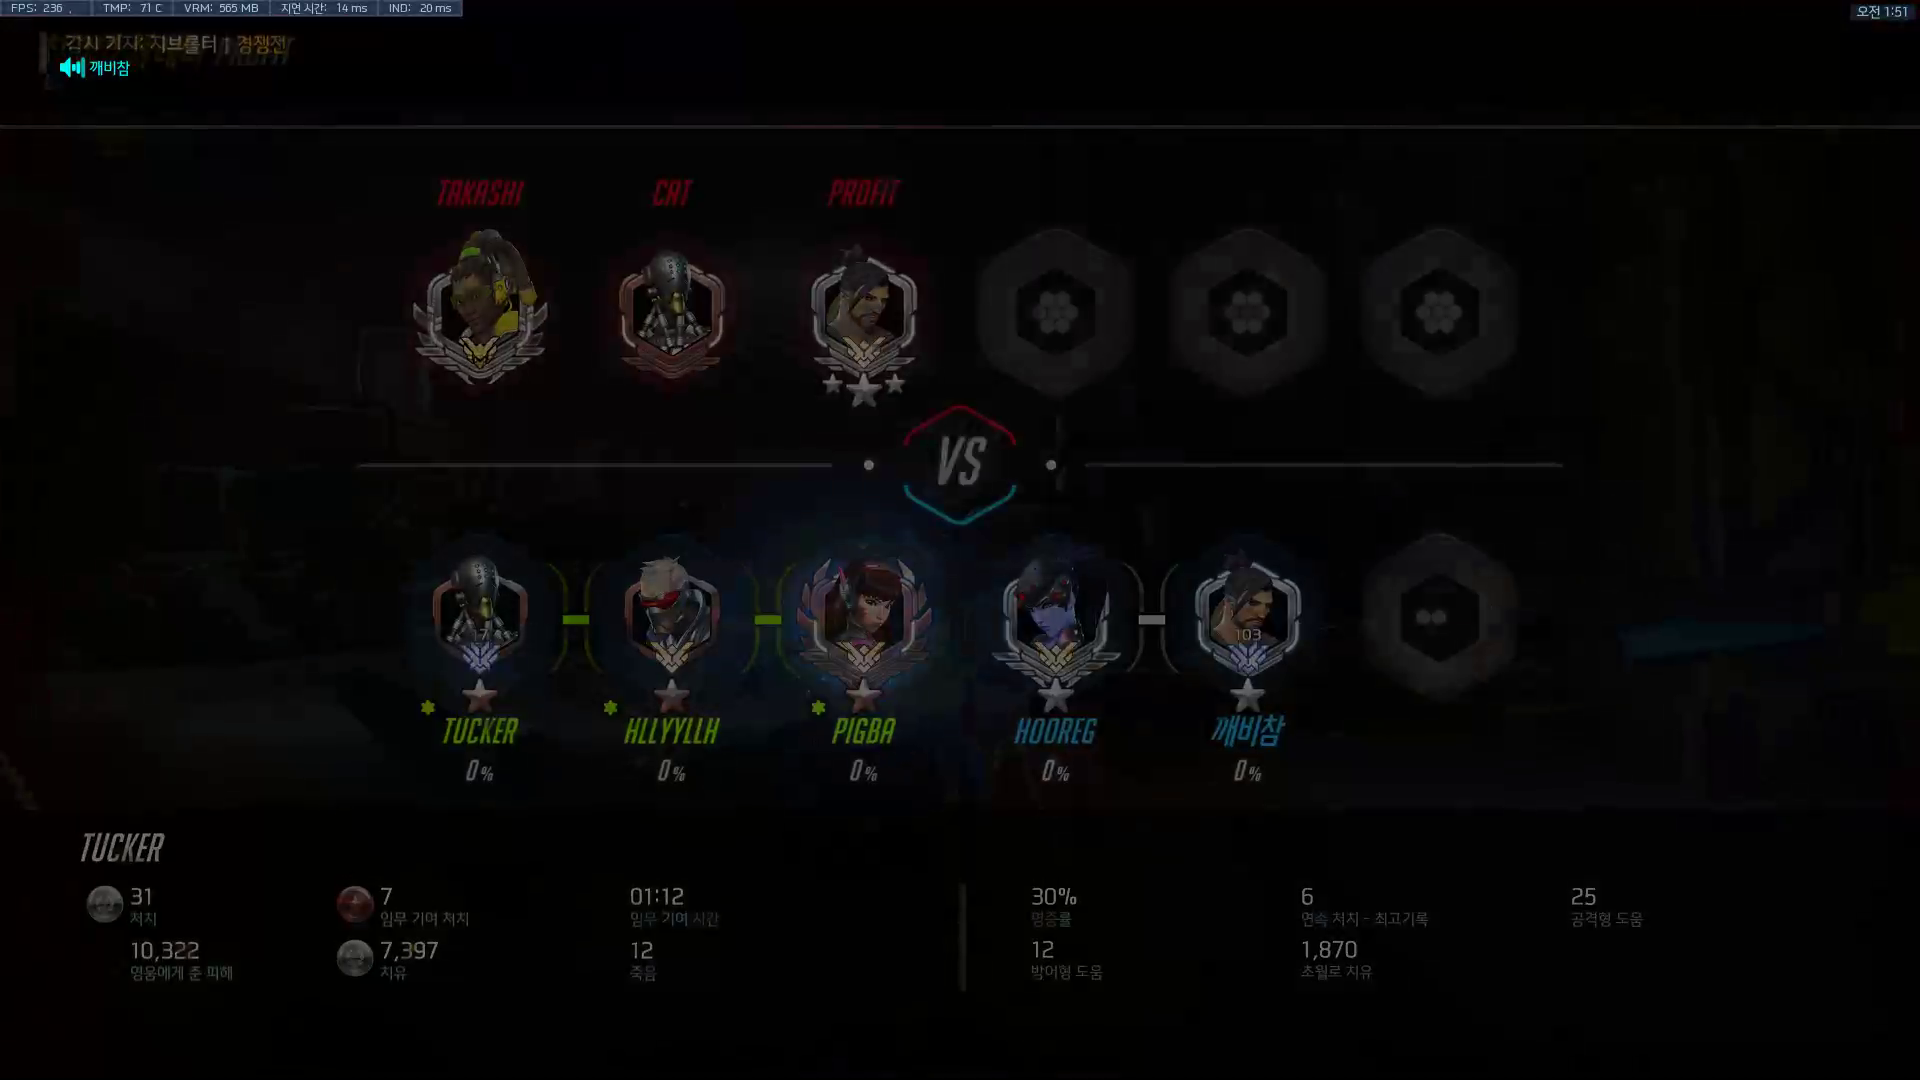 FPS: 236 TMP: 71 C VRM: 565 MB 지연 시간: 14 ms IND: 20 ms
오전 1:51
감시 기지: 지브롤터 | 경쟁전
깨비참
TAKASHI CAT PROFIT
VS
17 103
TUCKER HLLYYLLH PIGBA HOOREG 깨비참
0% 0% 0% 0% 0%
TUCKER
31 7 01:12 30% 6 25
처치 임무 기여 처치 임무 기여 시간 명중률 연속 처치 - 최고기록 공격형 도움
10,322 7,397 12 12 1,870
영웅에게 준 피해 치유 죽음 방어형 도움 초월로 치유